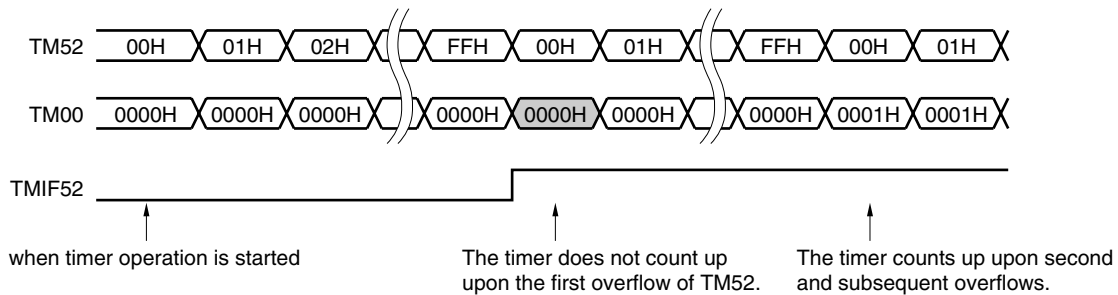 TM52 00H 01H 02H FFH 00H 01H FFH 00H 01H
TM00 0000H 0000H 0000H 0000H 0000H 0000H 0000H 0001H 0001H
TMIF52
when timer operation is started
The timer does not count up
upon the first overflow of TM52.
The timer counts up upon second
and subsequent overflows.